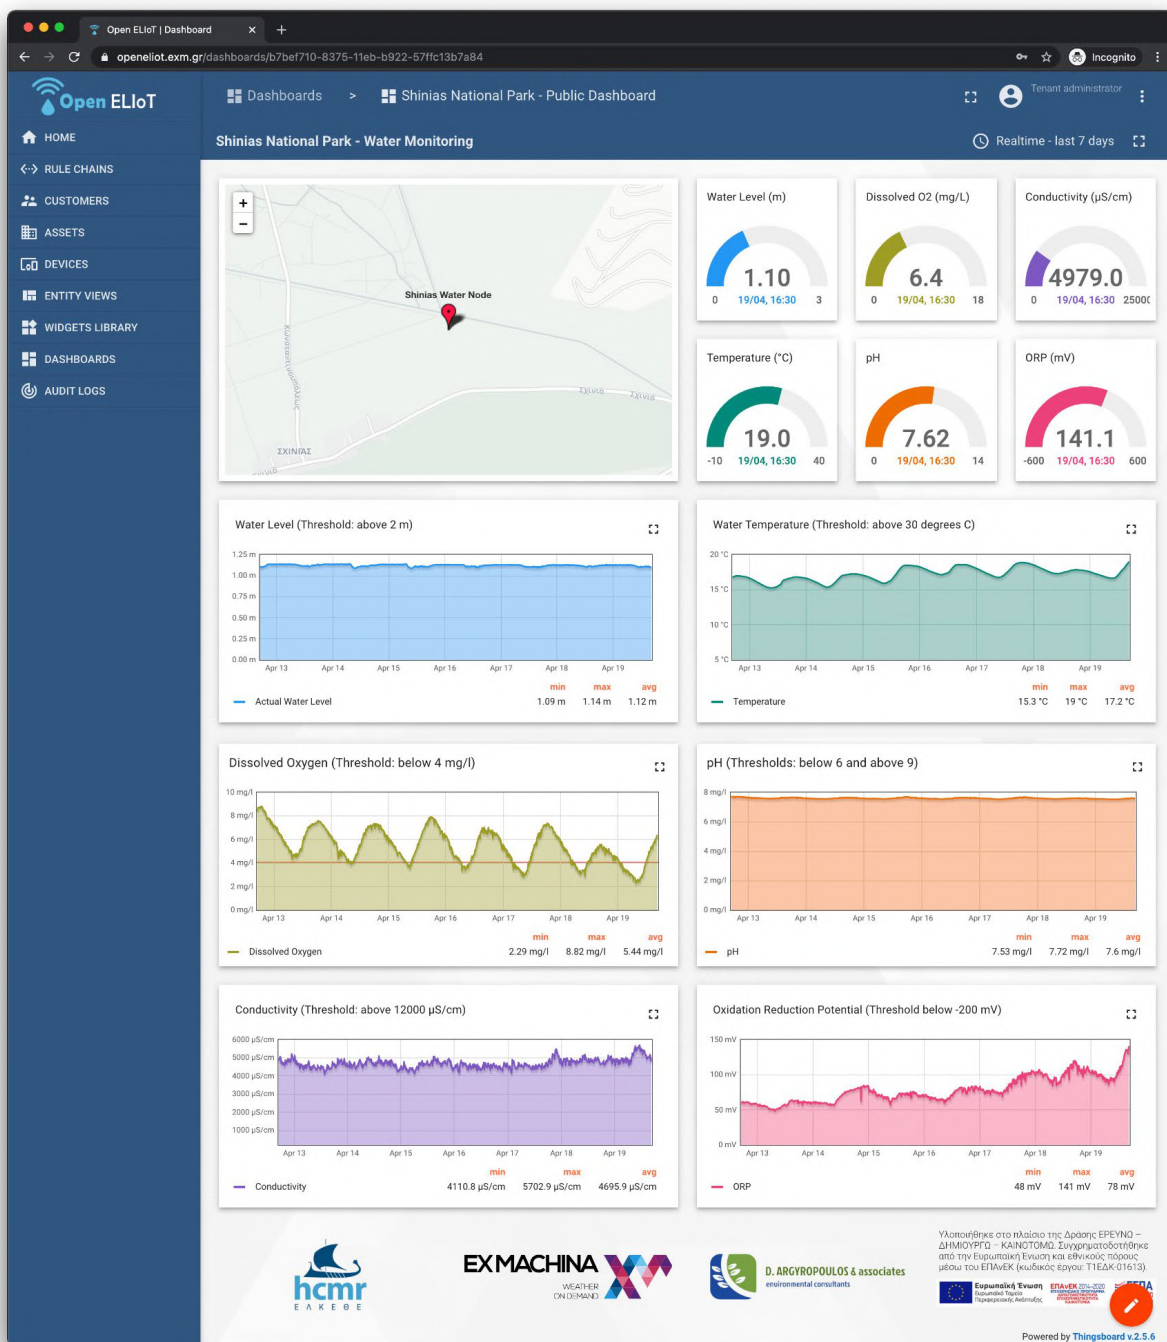 Open ELIoT | Dashboard
openeliot.exm.gr/dashboards/b7bef710-8375-11eb-b922-57ffc13b7a84
Incognito
Open ELIoT
Dashboards > Shinias National Park - Public Dashboard
Tenant administrator
HOME
RULE CHAINS
CUSTOMERS
ASSETS
DEVICES
ENTITY VIEWS
WIDGETS LIBRARY
DASHBOARDS
AUDIT LOGS
Shinias National Park - Water Monitoring
Realtime - last 7 days
+
−
Shinias Water Node
Κωνσταντινουπόλεως
Σχινιά
Σχινιά
ΣΧΙΝΙΑΣ
Water Level (m)
1.10
0 19/04, 16:30 3
Dissolved O2 (mg/L)
6.4
0 19/04, 16:30 18
Conductivity (µS/cm)
4979.0
0 19/04, 16:30 25000
Temperature (°C)
19.0
-10 19/04, 16:30 40
pH
7.62
0 19/04, 16:30 14
ORP (mV)
141.1
-600 19/04, 16:30 600
Water Level (Threshold: above 2 m)
1.25 m
1.00 m
0.75 m
0.50 m
0.25 m
0.00 m
Apr 13 Apr 14 Apr 15 Apr 16 Apr 17 Apr 18 Apr 19
min max avg
Actual Water Level 1.09 m 1.14 m 1.12 m
Water Temperature (Threshold: above 30 degrees C)
20 °C
15 °C
10 °C
5 °C
Apr 13 Apr 14 Apr 15 Apr 16 Apr 17 Apr 18 Apr 19
min max avg
Temperature 15.3 °C 19 °C 17.2 °C
Dissolved Oxygen (Threshold: below 4 mg/l)
10 mg/l
8 mg/l
6 mg/l
4 mg/l
2 mg/l
0 mg/l
Apr 13 Apr 14 Apr 15 Apr 16 Apr 17 Apr 18 Apr 19
min max avg
Dissolved Oxygen 2.29 mg/l 8.82 mg/l 5.44 mg/l
pH (Thresholds: below 6 and above 9)
8 mg/l
6 mg/l
4 mg/l
2 mg/l
0 mg/l
Apr 13 Apr 14 Apr 15 Apr 16 Apr 17 Apr 18 Apr 19
min max avg
pH 7.53 mg/l 7.72 mg/l 7.6 mg/l
Conductivity (Threshold: above 12000 µS/cm)
6000 µS/cm
5000 µS/cm
4000 µS/cm
3000 µS/cm
2000 µS/cm
1000 µS/cm
Apr 13 Apr 14 Apr 15 Apr 16 Apr 17 Apr 18 Apr 19
min max avg
Conductivity 4110.8 µS/cm 5702.9 µS/cm 4695.9 µS/cm
Oxidation Reduction Potential (Threshold below -200 mV)
150 mV
100 mV
50 mV
0 mV
Apr 13 Apr 14 Apr 15 Apr 16 Apr 17 Apr 18 Apr 19
min max avg
ORP 48 mV 141 mV 78 mV
hcmr
ΕΛΚΕΘΕ
EX MACHINA
WEATHER
ON DEMAND
D. ARGYROPOULOS & associates
environmental consultants
Υλοποιήθηκε στο πλαίσιο της Δράσης ΕΡΕΥΝΩ –
ΔΗΜΙΟΥΡΓΩ – ΚΑΙΝΟΤΟΜΩ. Συγχρηματοδοτήθηκε
από την Ευρωπαϊκή Ένωση και εθνικούς πόρους
μέσω του ΕΠΑνΕΚ (κωδικός έργου: Τ1ΕΔΚ-01613).
Ευρωπαϊκή Ένωση
Ευρωπαϊκό Ταμείο
Περιφερειακής Ανάπτυξης
ΕΠΑνΕΚ 2014–2020
Powered by Thingsboard v.2.5.6